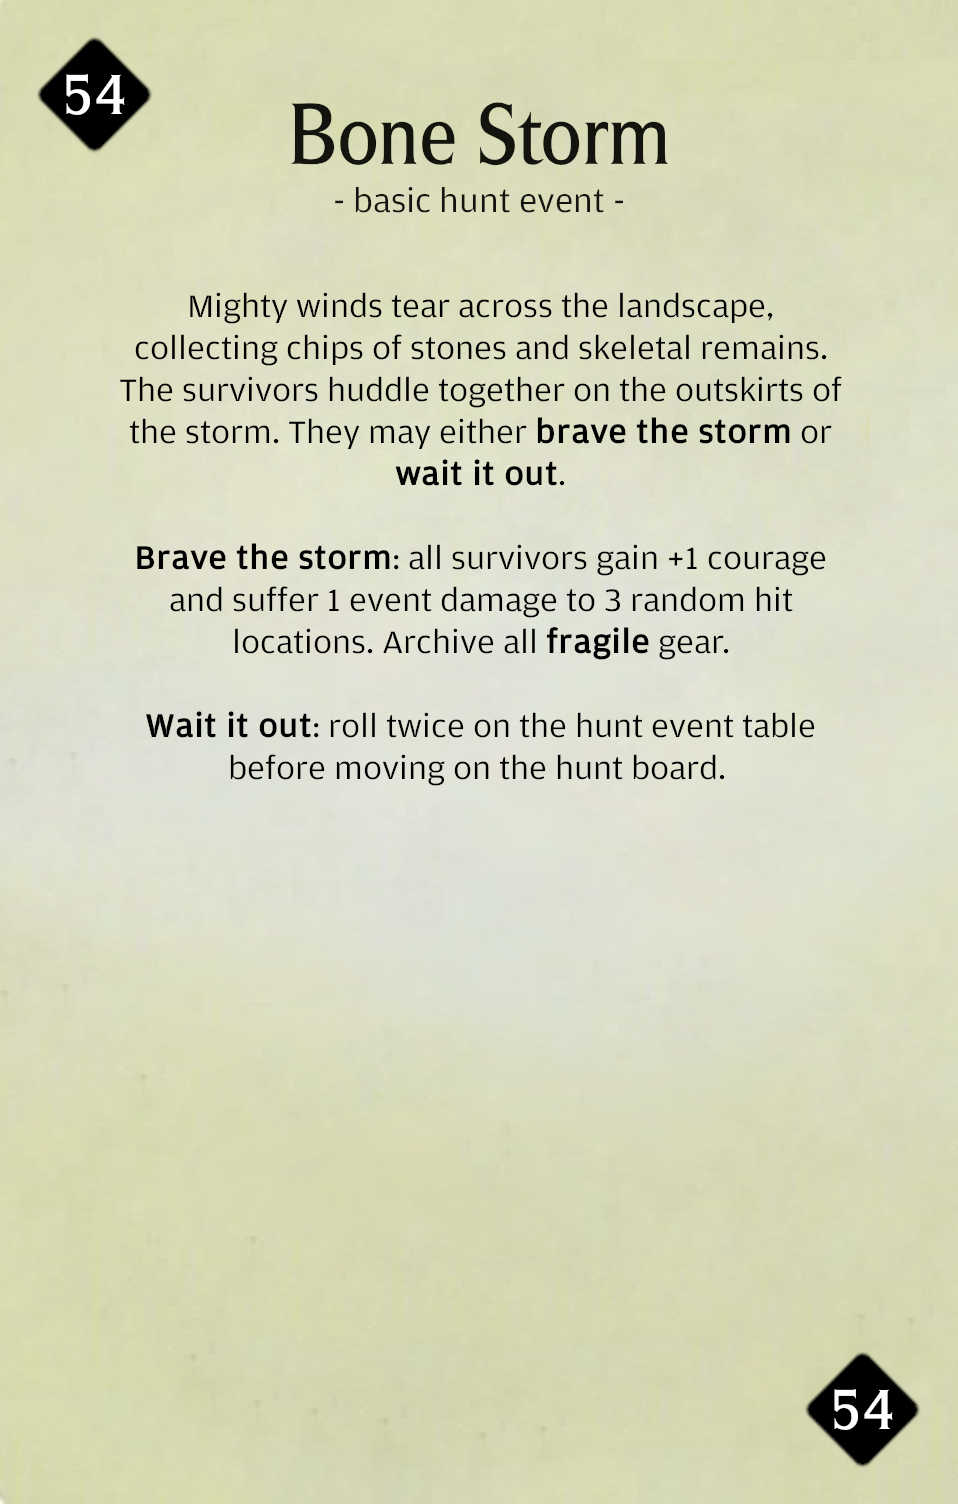 54
Bone Storm
- basic hunt event -
Mighty winds tear across the landscape,
collecting chips of stones and skeletal remains.
The survivors huddle together on the outskirts of
the storm. They may either brave the storm or
wait it out.
Brave the storm: all survivors gain +1 courage
and suffer 1 event damage to 3 random hit
locations. Archive all fragile gear.
Wait it out: roll twice on the hunt event table
before moving on the hunt board.
54